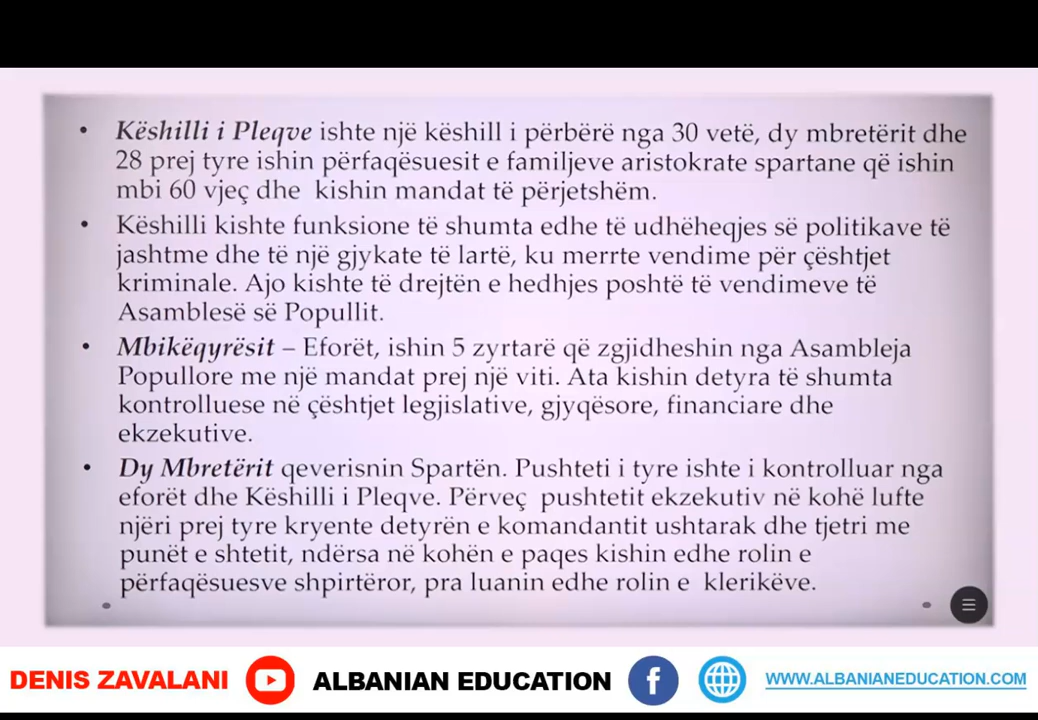 • Këshilli i Pleqve ishte një këshill i përbërë nga 30 vetë, dy mbretërit dhe
28 prej tyre ishin përfaqësuesit e familjeve aristokrate spartane që ishin
mbi 60 vjeç dhe kishin mandat të përjetshëm.
• Këshilli kishte funksione të shumta edhe të udhëheqjes së politikave të
jashtme dhe të një gjykate të lartë, ku merrte vendime për çështjet
kriminale. Ajo kishte të drejtën e hedhjes poshtë të vendimeve të
Asamblesë së Popullit.
• Mbikëqyrësit – Eforët, ishin 5 zyrtarë që zgjidheshin nga Asambleja
Popullore me një mandat prej një viti. Ata kishin detyra të shumta
kontrolluese në çështjet legjislative, gjyqësore, financiare dhe
ekzekutive.
• Dy Mbretërit qeverisnin Spartën. Pushteti i tyre ishte i kontrolluar nga
eforët dhe Këshilli i Pleqve. Përveç pushtetit ekzekutiv në kohë lufte
njëri prej tyre kryente detyrën e komandantit ushtarak dhe tjetri me
punët e shtetit, ndërsa në kohën e paqes kishin edhe rolin e
përfaqësuesve shpirtëror, pra luanin edhe rolin e klerikëve.
DENIS ZAVALANI ALBANIAN EDUCATION f WWW.ALBANIANEDUCATION.COM